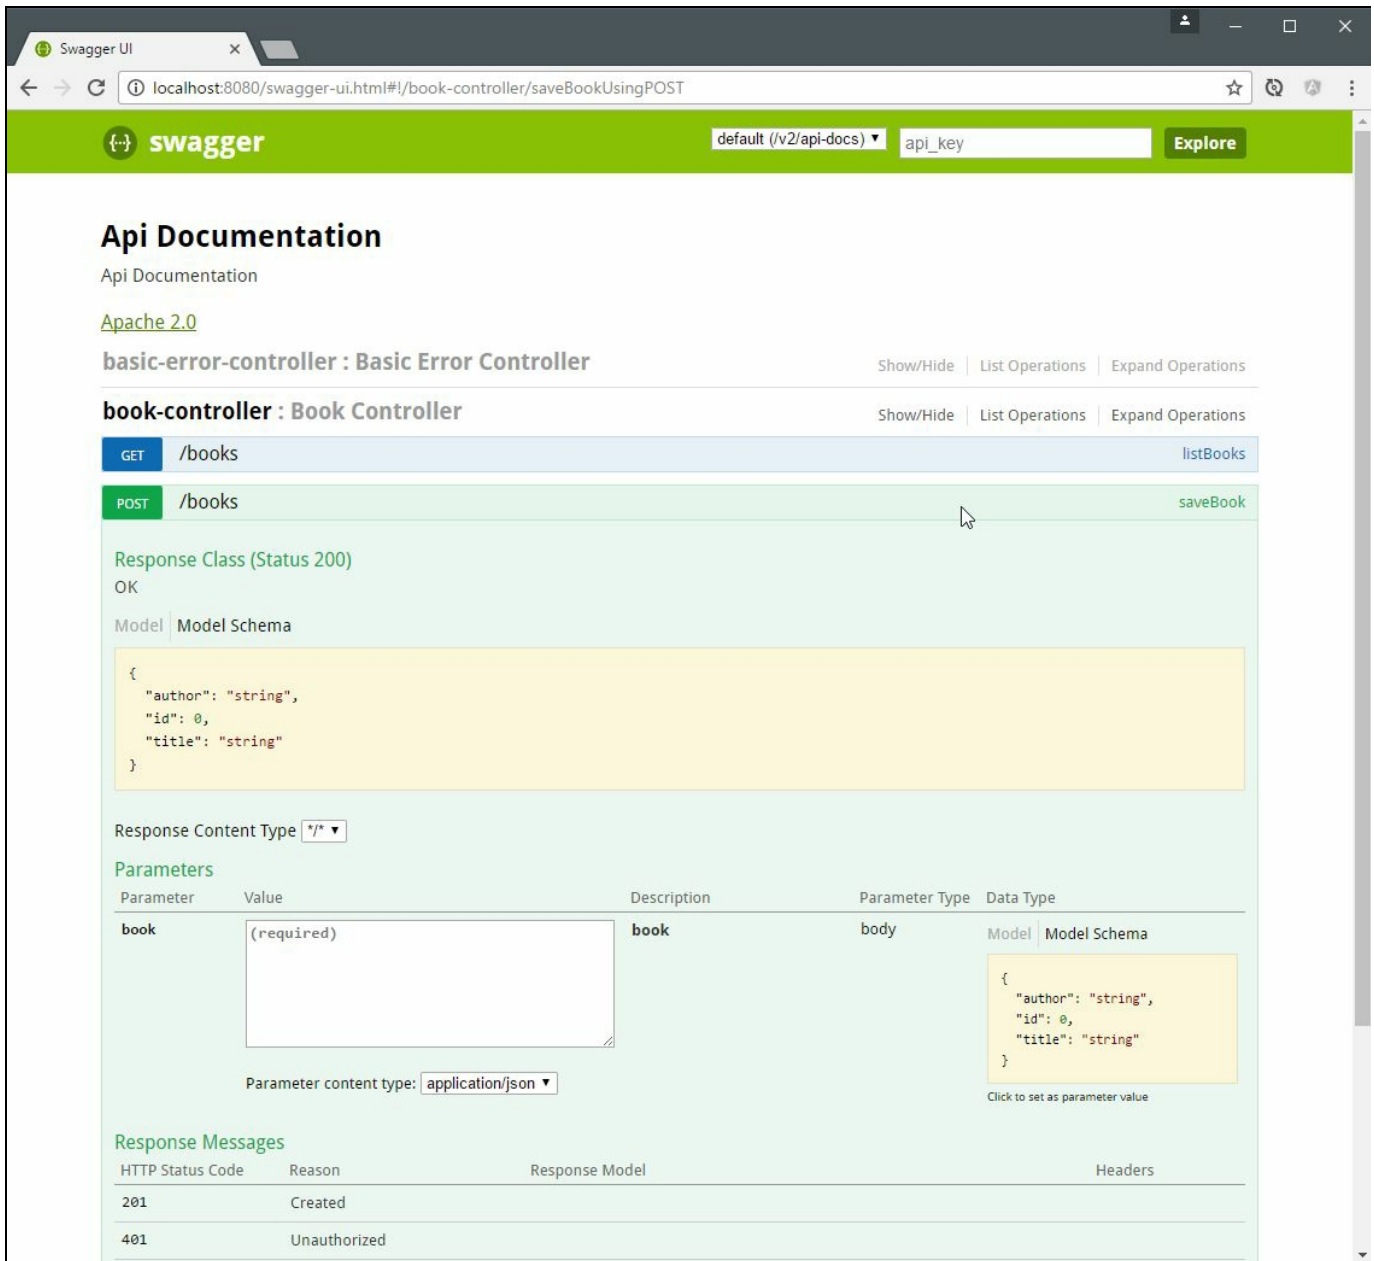 Swagger UI
localhost:8080/swagger-ui.html#!/book-controller/saveBookUsingPOST
{···} swagger default (/v2/api-docs) api_key Explore
Api Documentation
Api Documentation
Apache 2.0
basic-error-controller : Basic Error Controller Show/Hide List Operations Expand Operations
book-controller : Book Controller Show/Hide List Operations Expand Operations
GET /books listBooks
POST /books saveBook
Response Class (Status 200)
OK
Model Model Schema
{
"author": "string",
"id": 0,
"title": "string"
}
Response Content Type */*
Parameters
Parameter Value Description Parameter Type Data Type
book (required) book body Model Model Schema
{
"author": "string",
"id": 0,
"title": "string"
}
Parameter content type: application/json
Click to set as parameter value
Response Messages
HTTP Status Code Reason Response Model Headers
201 Created
401 Unauthorized